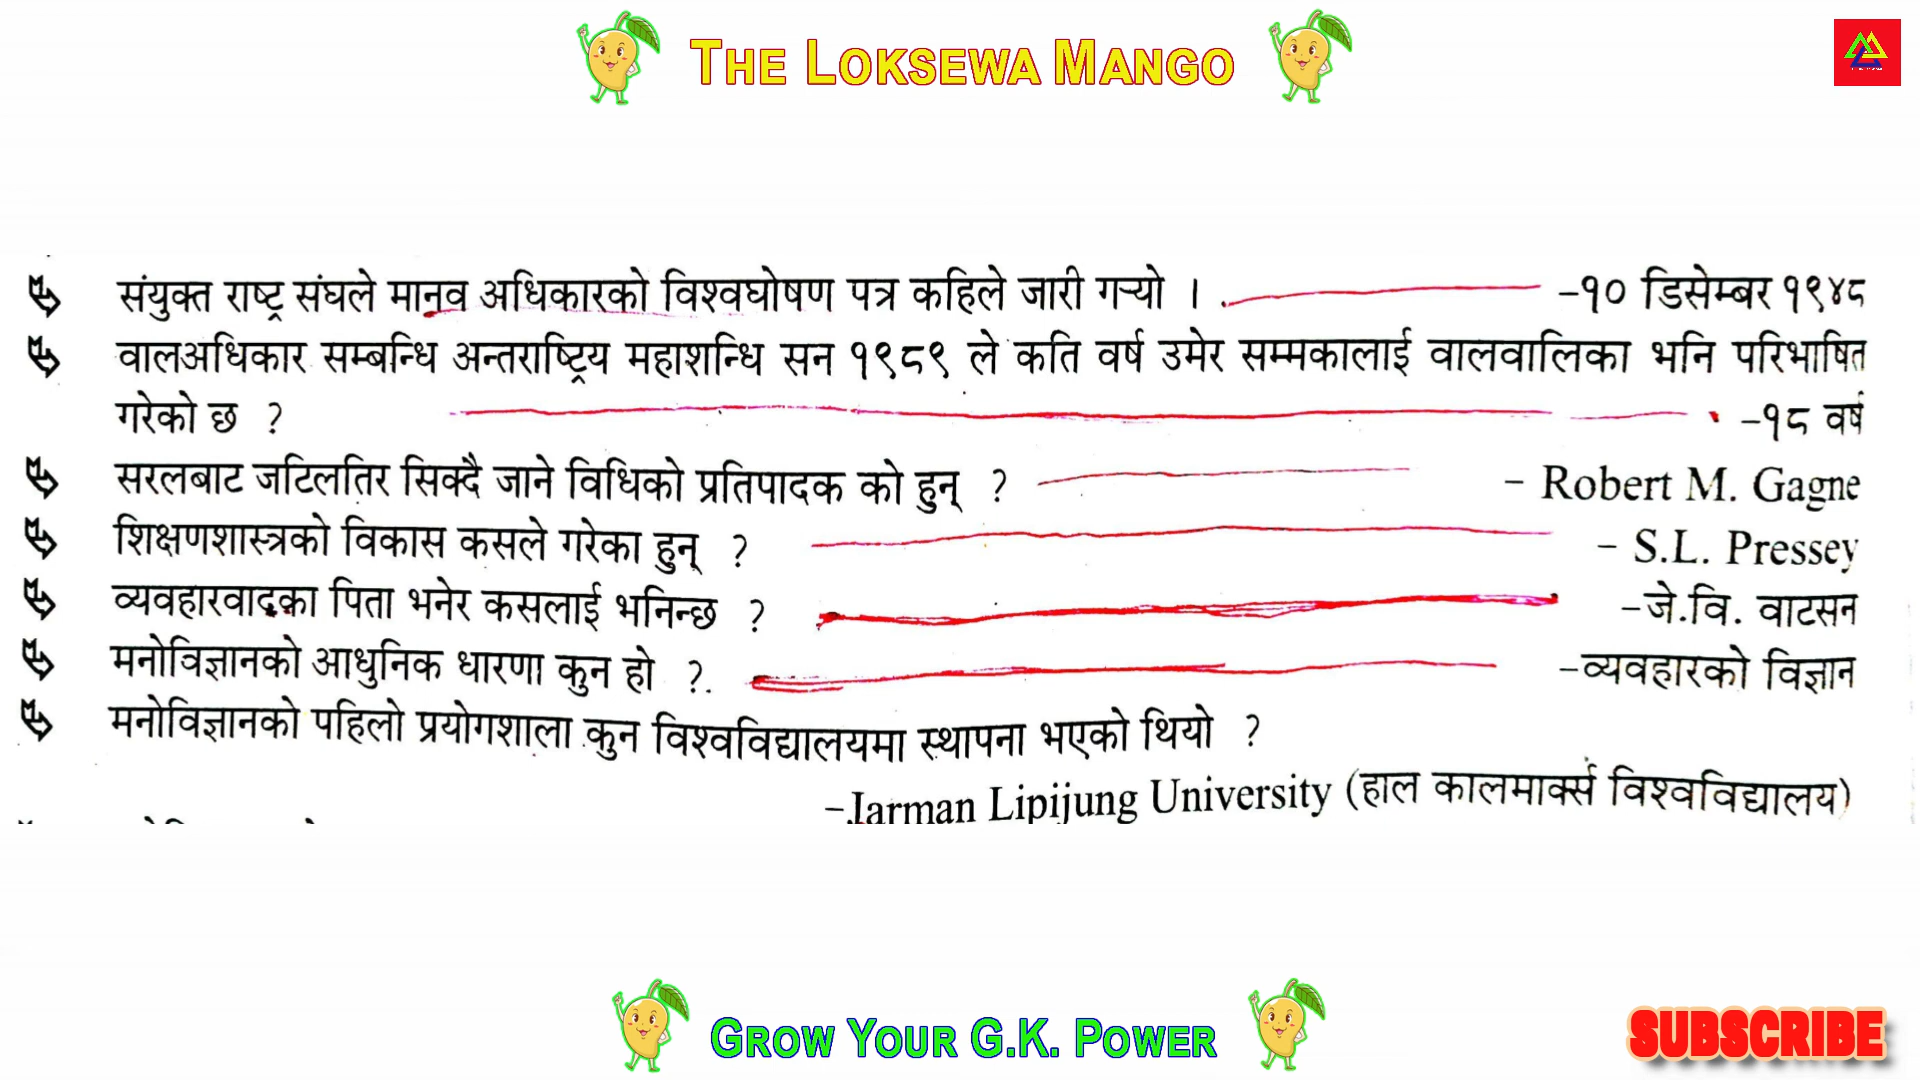 THE LOKSEWA MANGO
संयुक्त राष्ट्र संघले मानव अधिकारको विश्वघोषण पत्र कहिले जारी गऱ्यो । -१० डिसेम्बर १९४८
वालअधिकार सम्बन्धि अन्तराष्ट्रिय महाशन्धि सन १९८९ ले कति वर्ष उमेर सम्मकालाई वालवालिका भनि परिभाषित
गरेको छ ? -१८ वर्ष
सरलबाट जटिलतिर सिक्दै जाने विधिको प्रतिपादक को हुन् ? - Robert M. Gagne
शिक्षणशास्त्रको विकास कसले गरेका हुन् ? - S.L. Pressey
व्यवहारवादका पिता भनेर कसलाई भनिन्छ ? -जे.वि. वाटसन
मनोविज्ञानको आधुनिक धारणा कुन हो ?. -व्यवहारको विज्ञान
मनोविज्ञानको पहिलो प्रयोगशाला कुन विश्वविद्यालयमा स्थापना भएको थियो ?
-Jarman Lipijung University (हाल कालमार्क्स विश्वविद्यालय)
GROW YOUR G.K. POWER
SUBSCRIBE